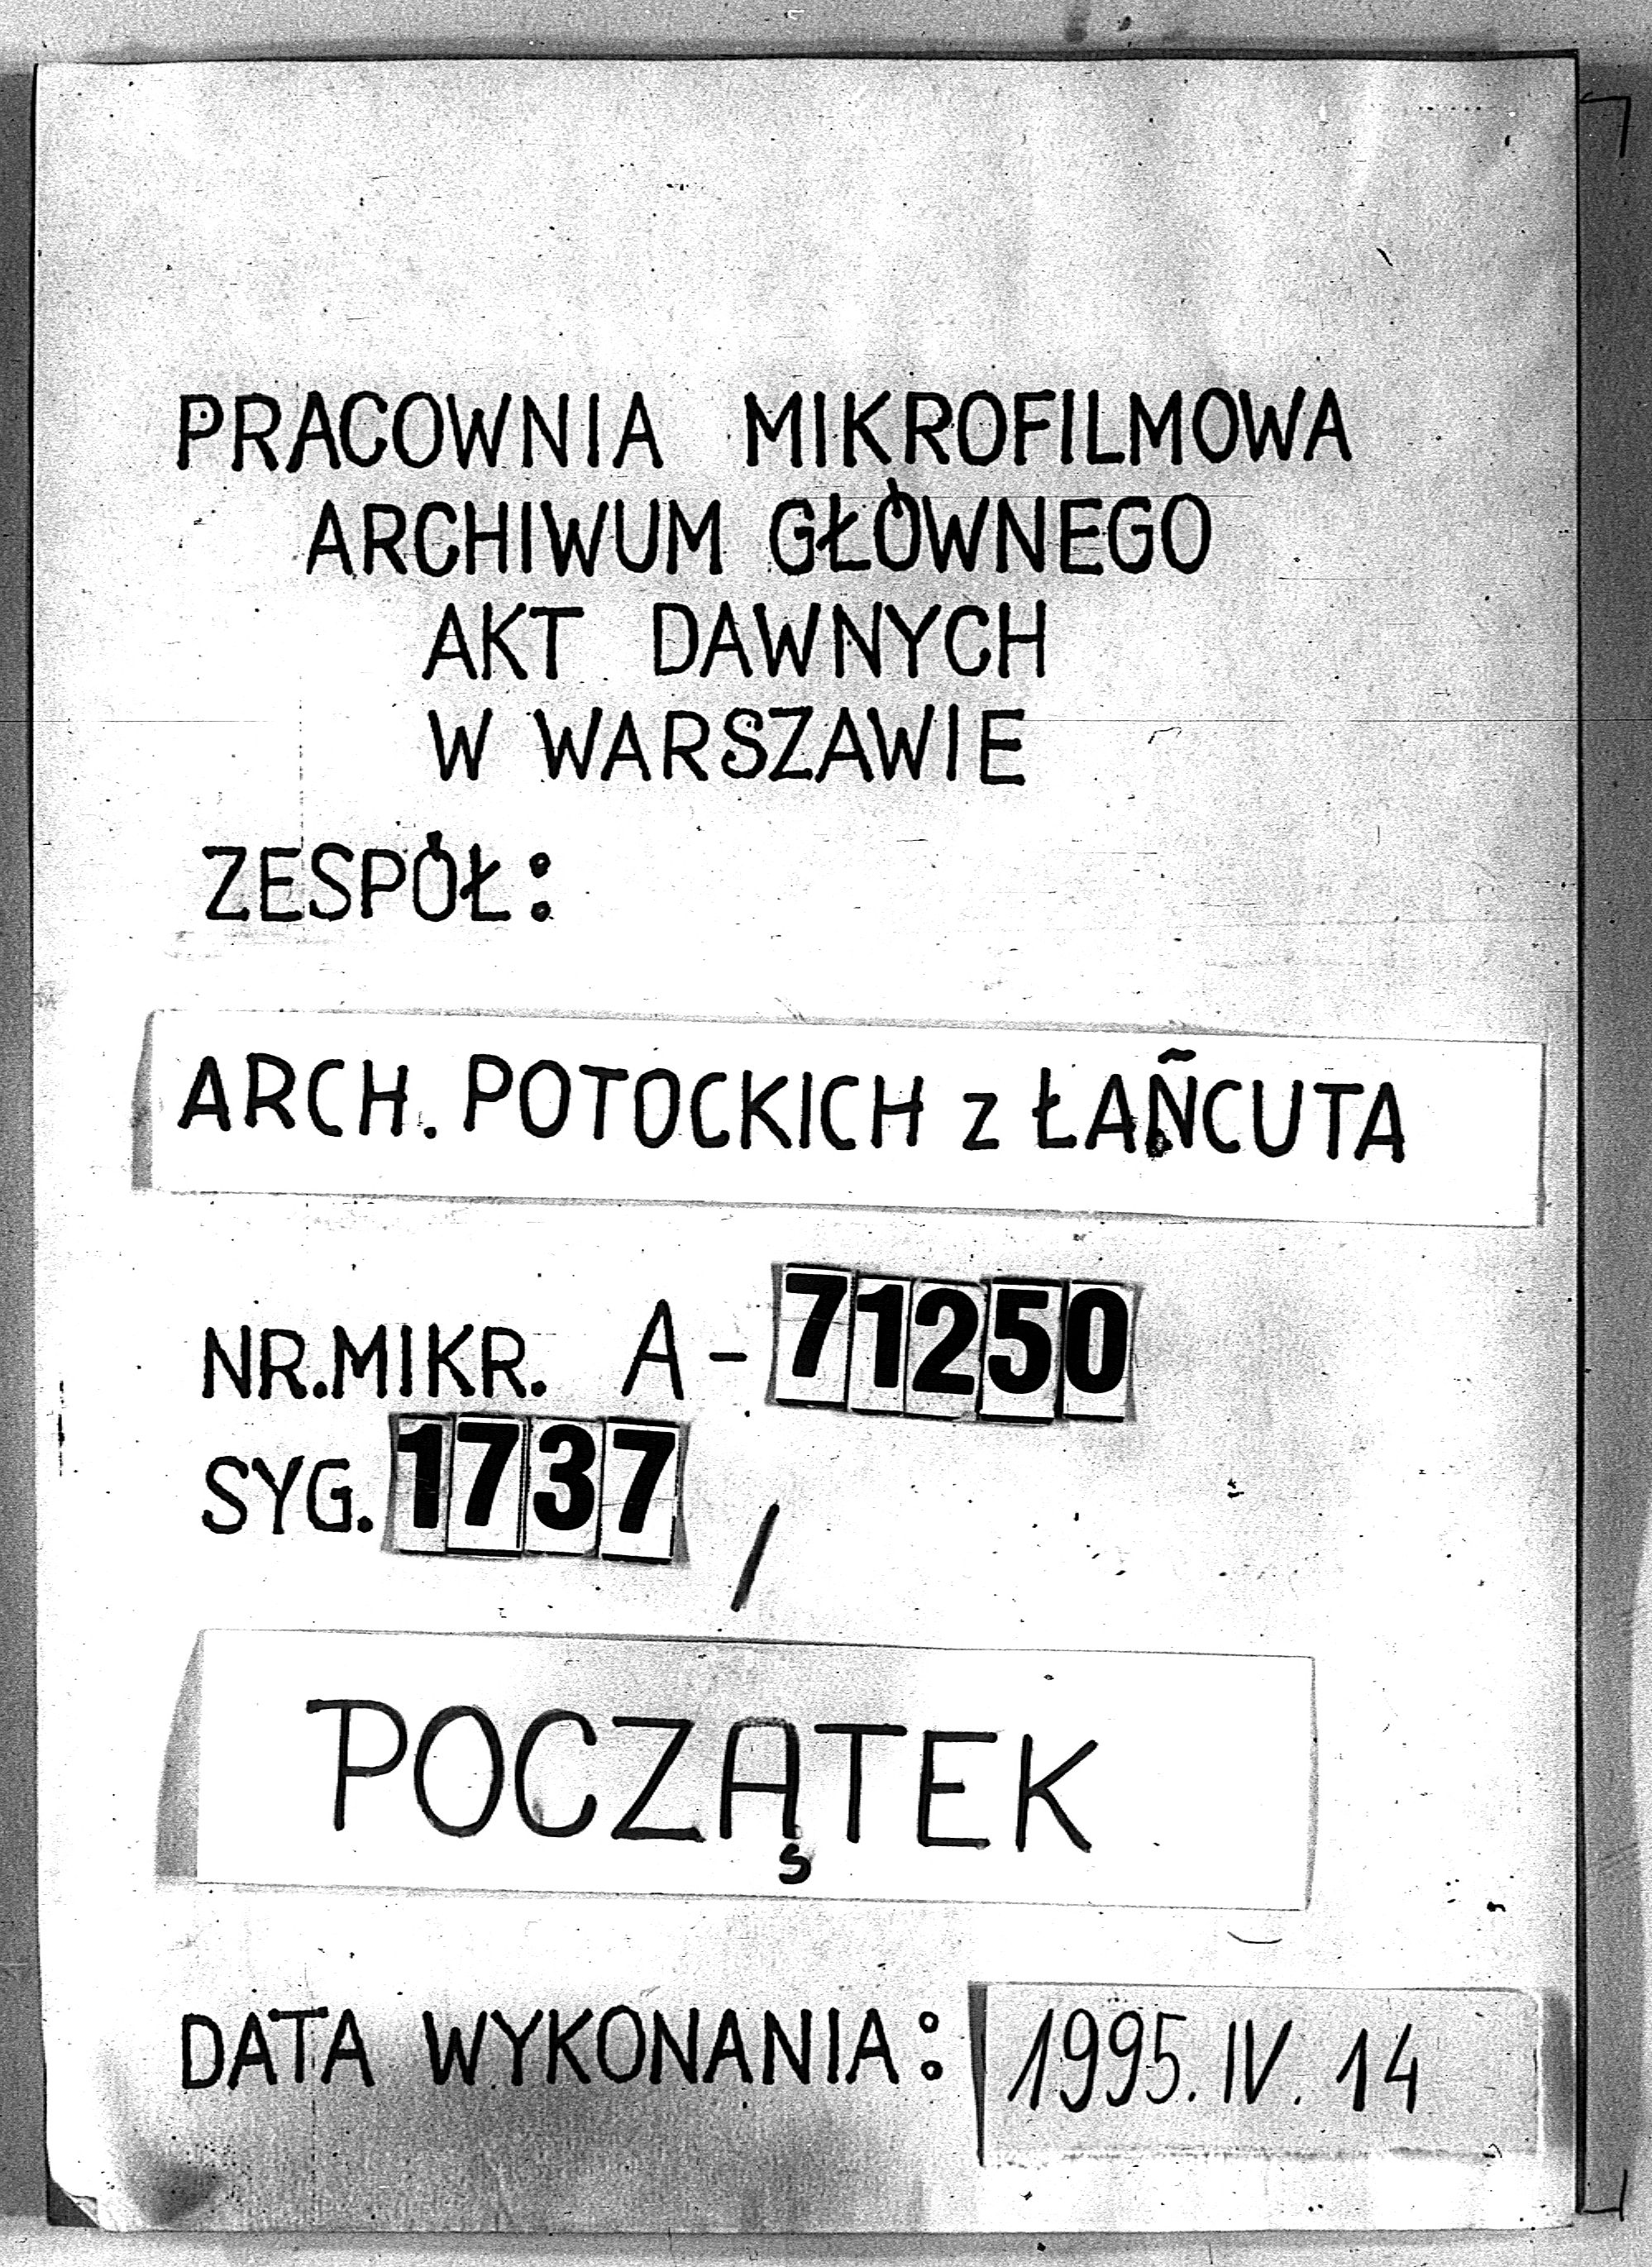 PRACOWNIA MIKROFILMOWA
ARCHIWUM GŁÓWNEGO
AKT DAWNYCH
W WARSZAWIE
ZESPÓŁ:
ARCH. POTOCKICH z ŁAŃCUTA
NR.MIKR. A-71250
SYG. 1737 /
POCZĄTEK
DATA WYKONANIA: 1995.IV.14